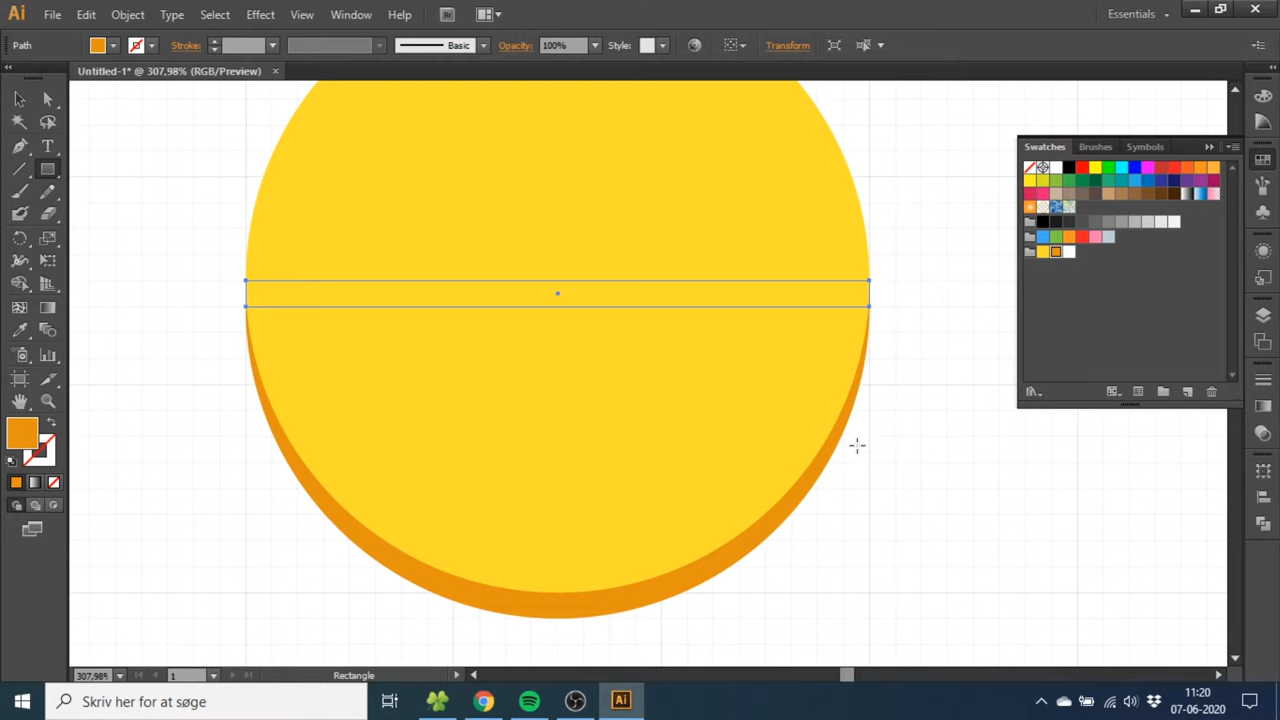 Ai File Edit Object Type Select Effect View Window Help Br Essentials
Path Stroke: Basic Opacity: 100% Style: Transform
Untitled-1* @ 307,98% (RGB/Preview) ×
Swatches Brushes Symbols
T
307,98% 1 Rectangle
Skriv her for at søge Ai 11:20
07-06-2020